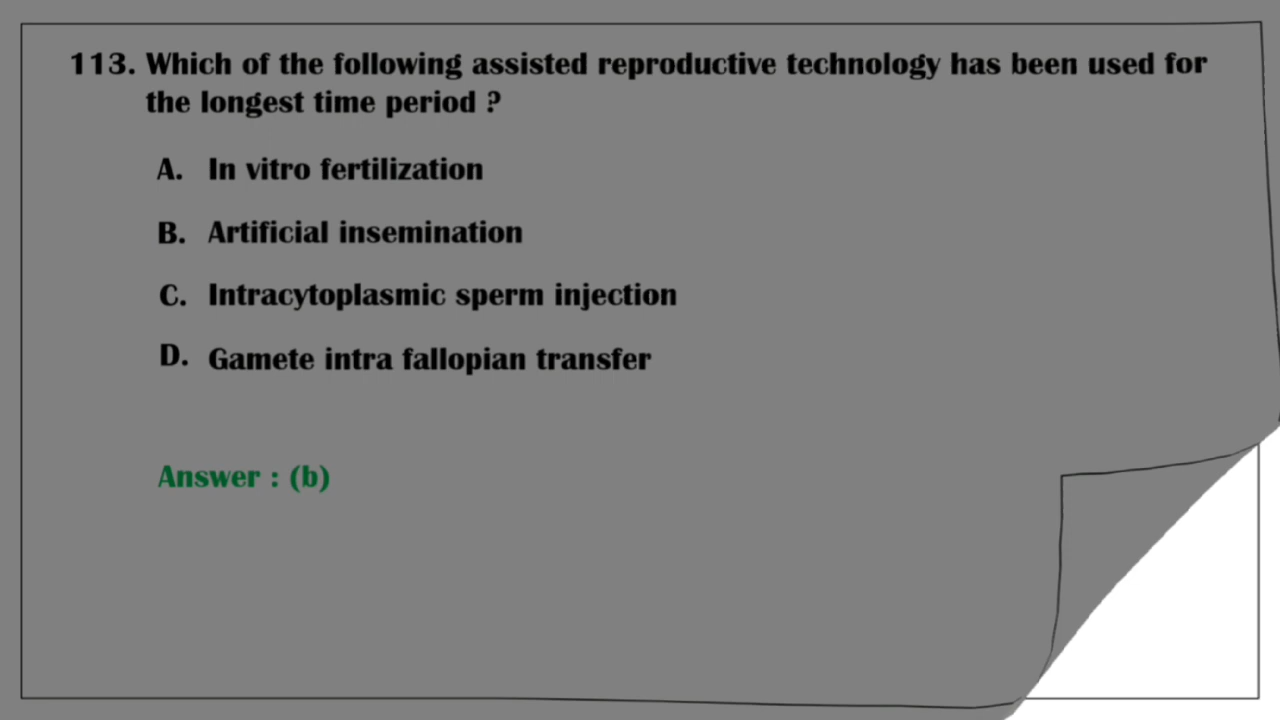 113. Which of the following assisted reproductive technology has been used for
the longest time period ?
A. In vitro fertilization
B. Artificial insemination
C. Intracytoplasmic sperm injection
D. Gamete intra fallopian transfer
Answer : (b)